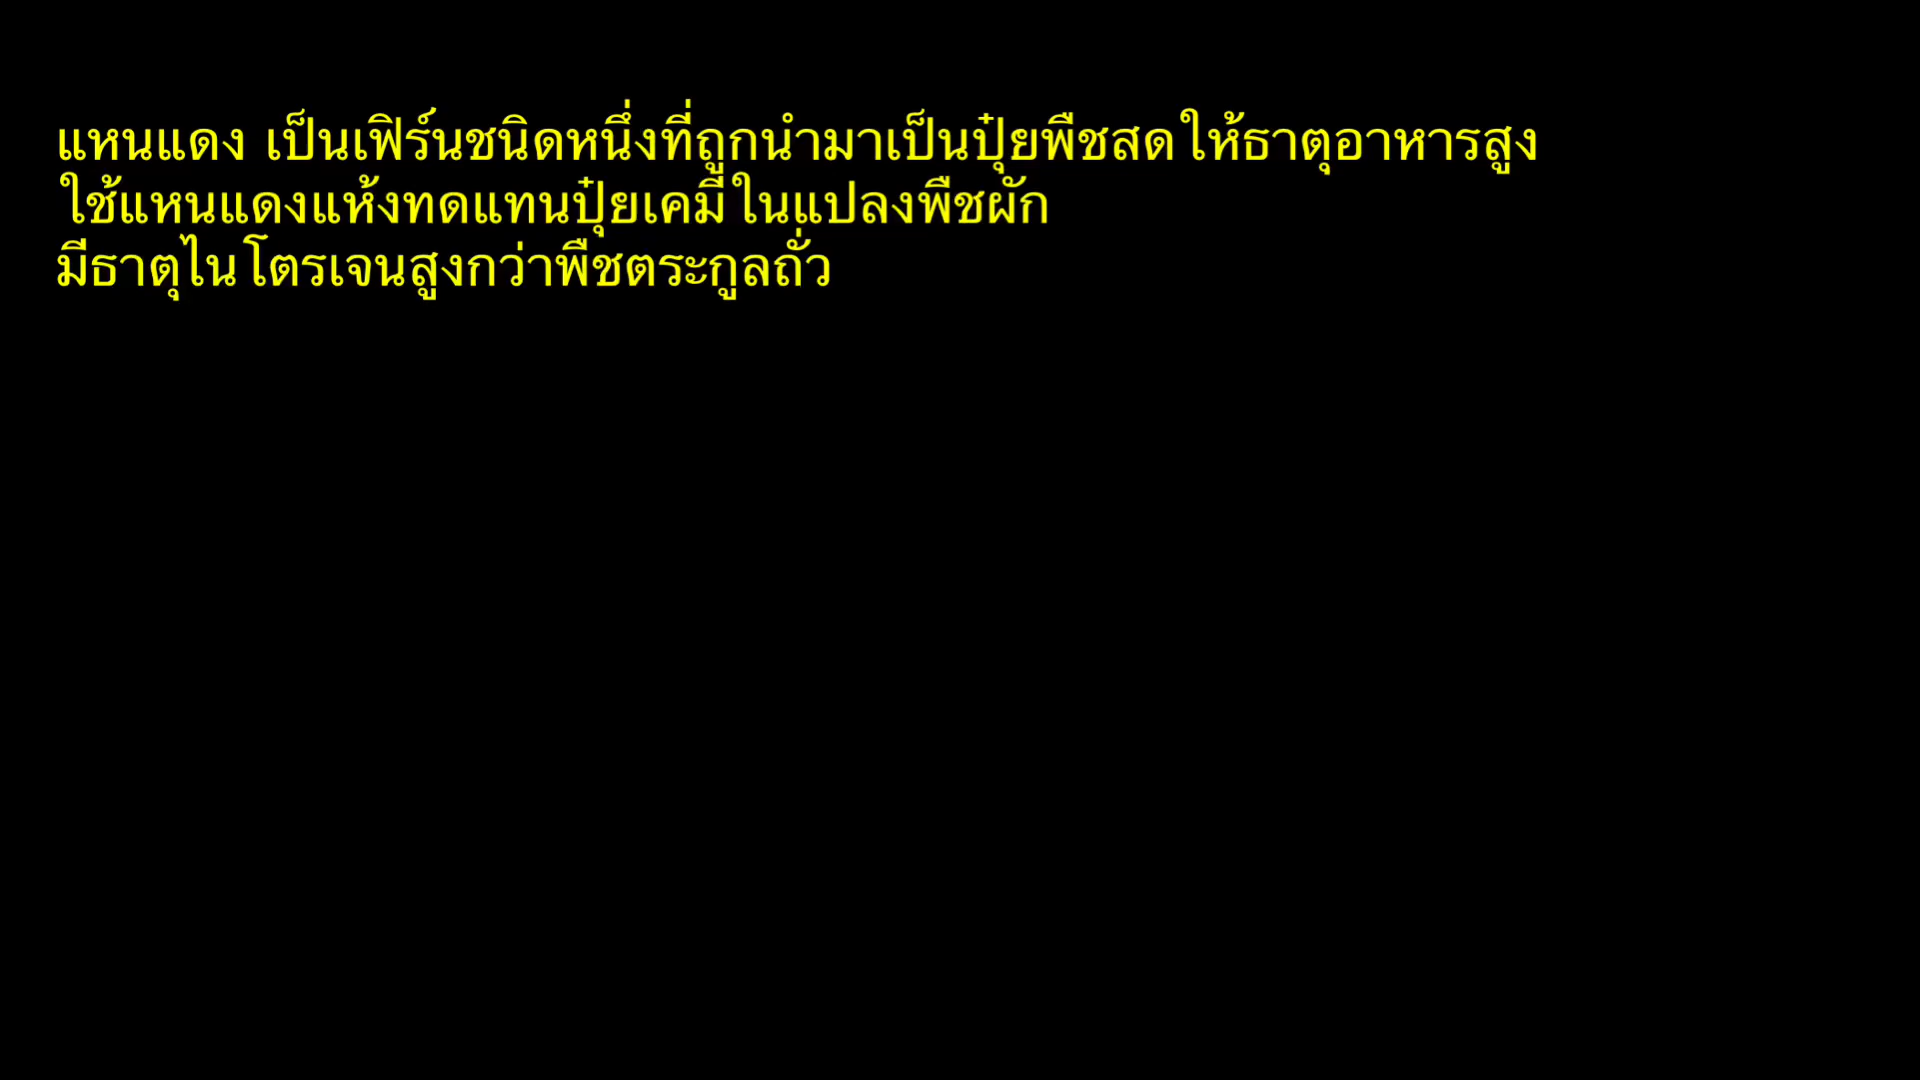 แหนแดง เป็นเฟิร์นชนิดหนึ่งที่ถูกนำมาเป็นปุ๋ยพืชสดให้ธาตุอาหารสูง
ใช้แหนแดงแห้งทดแทนปุ๋ยเคมีในแปลงพืชผัก
มีธาตุไนโตรเจนสูงกว่าพืชตระกูลถั่ว